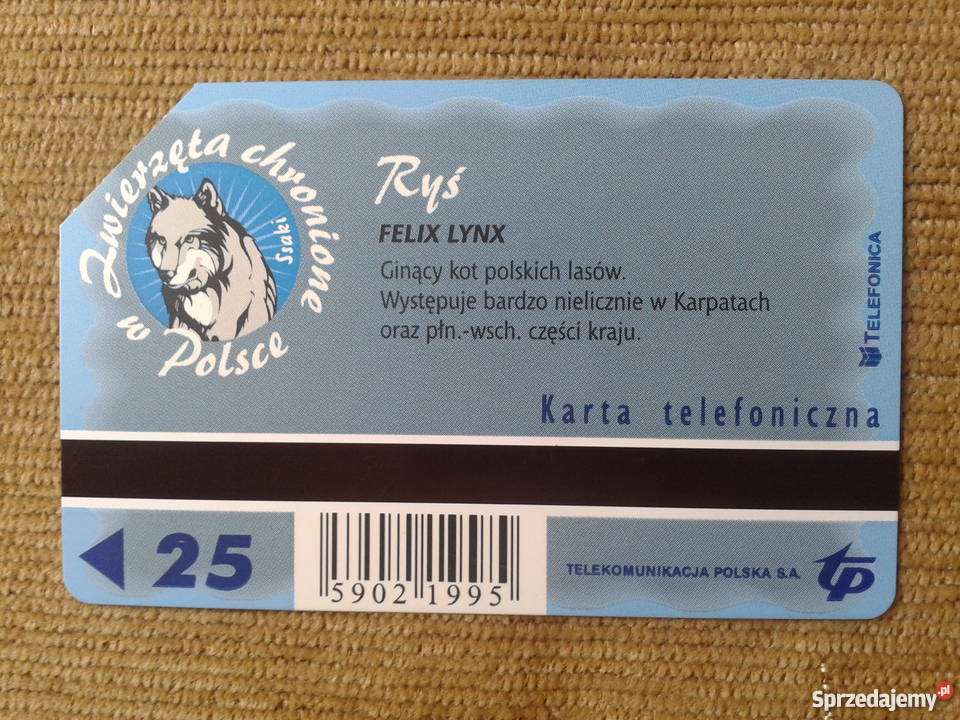 Zwierzęta chronione
w Polsce
Ssaki
Ryś
FELIX LYNX
Ginący kot polskich lasów.
Występuje bardzo nielicznie w Karpatach
oraz płn.-wsch. części kraju.
TELEFONICA
Karta telefoniczna
25
5902 1995
TELEKOMUNIKACJA POLSKA S.A.
tp
Sprzedajemy.pl